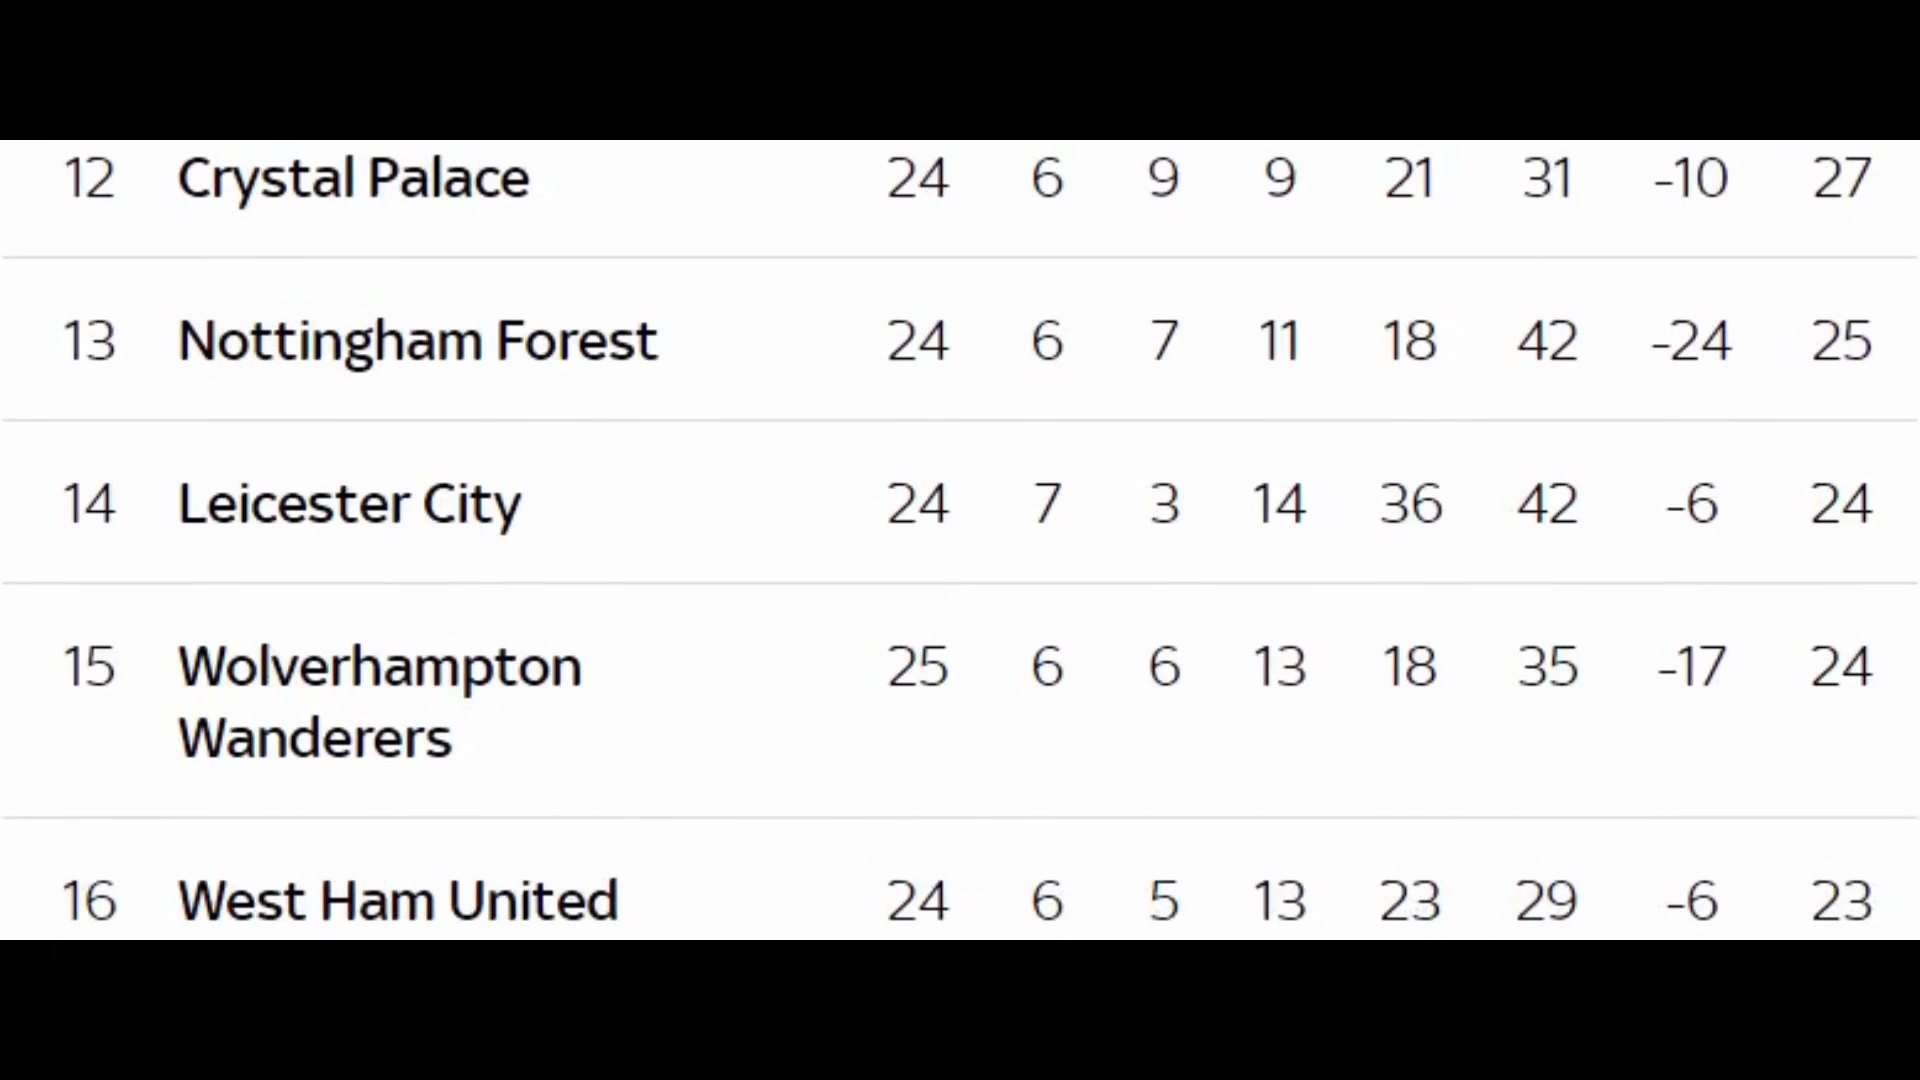 12 Crystal Palace 24 6 9 9 21 31 -10 27
13 Nottingham Forest 24 6 7 11 18 42 -24 25
14 Leicester City 24 7 3 14 36 42 -6 24
15 Wolverhampton 25 6 6 13 18 35 -17 24
Wanderers
16 West Ham United 24 6 5 13 23 29 -6 23